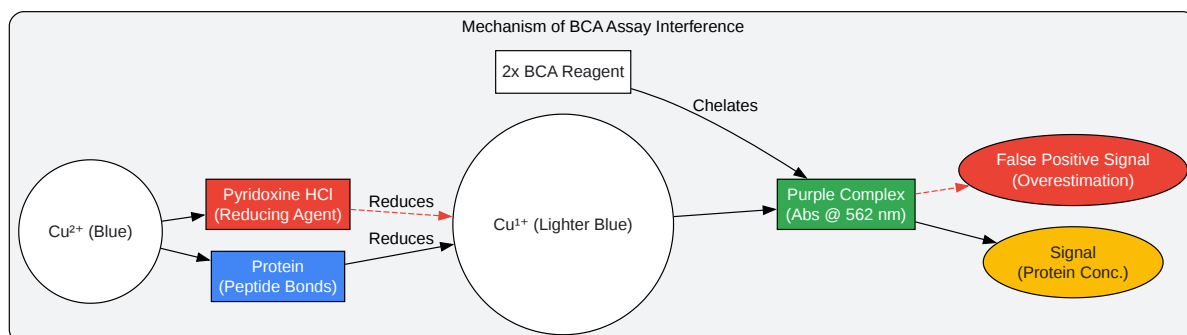 Mechanism of BCA Assay Interference
2x BCA Reagent
Chelates
Cu²⁺ (Blue)
Pyridoxine HCl
(Reducing Agent)
Reduces
Protein
(Peptide Bonds)
Reduces
Cu¹⁺ (Lighter Blue)
Purple Complex
(Abs @ 562 nm)
False Positive Signal
(Overestimation)
Signal
(Protein Conc.)